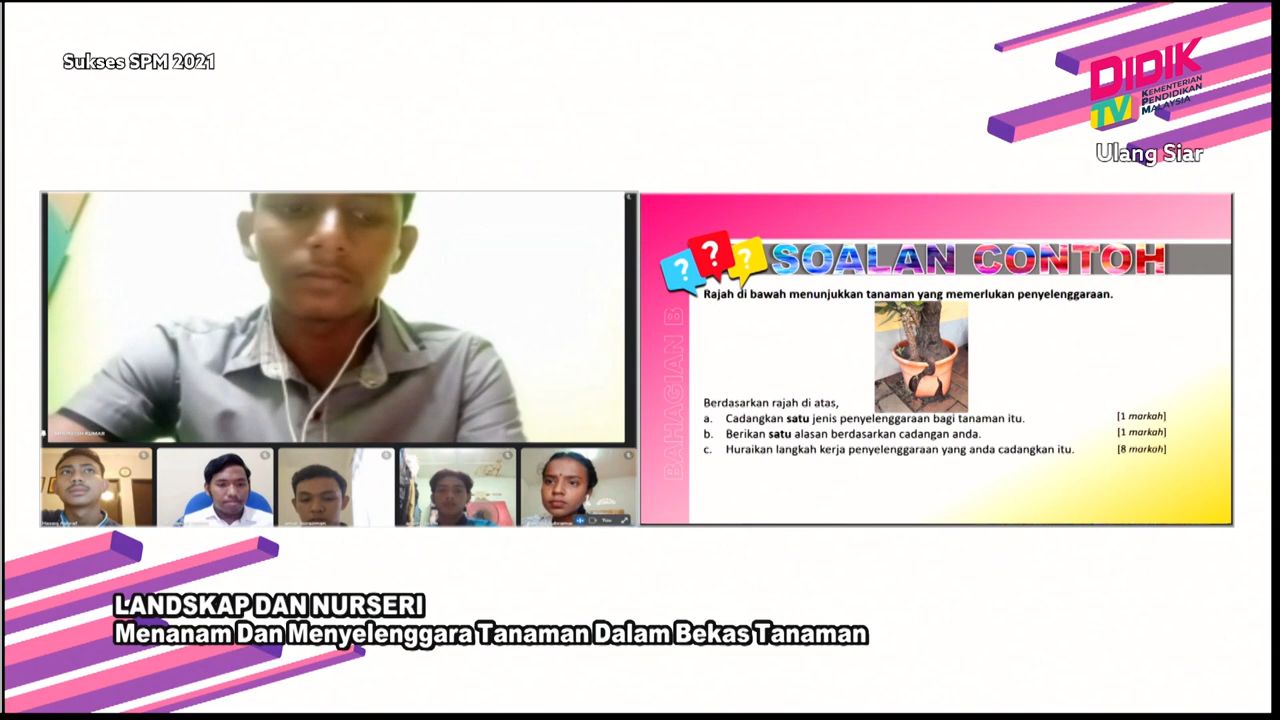 Sukses SPM 2021
DIDIK
TV
KEMENTERIAN
PENDIDIKAN
MALAYSIA
Ulang Siar
? ? ?
SOALAN CONTOH
Rajah di bawah menunjukkan tanaman yang memerlukan penyelenggaraan.
BAHAGIAN B
Berdasarkan rajah di atas,
a. Cadangkan satu jenis penyelenggaraan bagi tanaman itu. [1 markah]
b. Berikan satu alasan berdasarkan cadangan anda. [1 markah]
c. Huraikan langkah kerja penyelenggaraan yang anda cadangkan itu. [8 markah]
KUMAR
You
LANDSKAP DAN NURSERI
Menanam Dan Menyelenggara Tanaman Dalam Bekas Tanaman